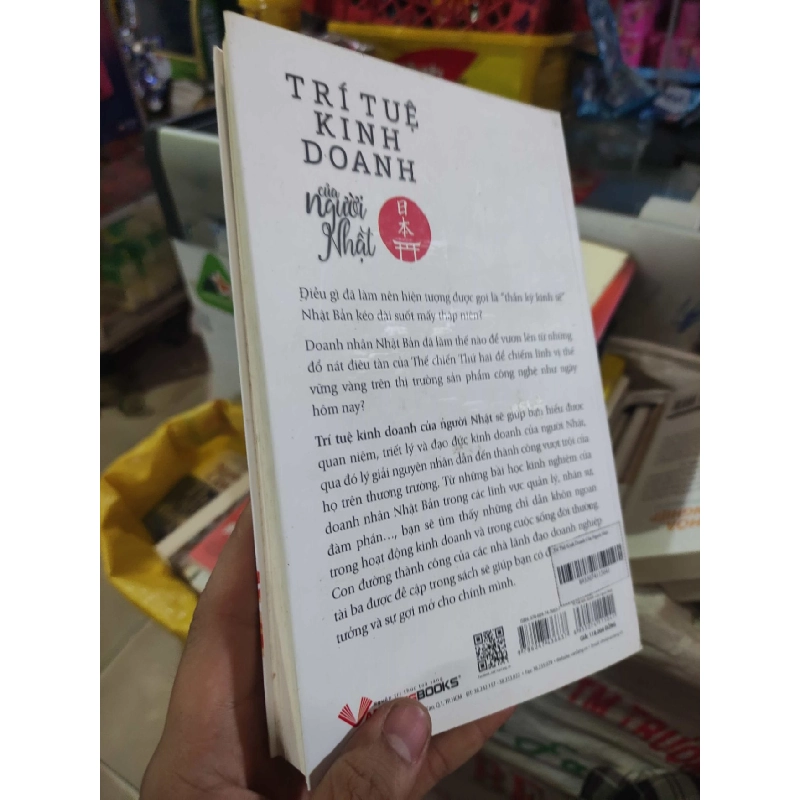 TRÍ TUỆ
KINH
DOANH
của
người
Nhật
日
本
Điều gì đã làm nên hiện tượng được gọi là "thần kỳ kinh tế"
Nhật Bản kéo dài suốt mấy thập niên?
Doanh nhân Nhật Bản đã làm thế nào để vươn lên từ những
đổ nát điêu tàn của Thế chiến Thứ hai để chiếm lĩnh vị thế
vững vàng trên thị trường sản phẩm công nghệ như ngày
hôm nay?
Trí tuệ kinh doanh của người Nhật sẽ giúp bạn hiểu được
quan niệm, triết lý và đạo đức kinh doanh của người Nhật,
qua đó lý giải nguyên nhân dẫn đến thành công vượt trội của
họ trên thương trường. Từ những bài học kinh nghiệm của
doanh nhân Nhật Bản trong các lĩnh vực quản lý, nhân sự,
đàm phán..., bạn sẽ tìm thấy những chỉ dẫn khôn ngoan
trong hoạt động kinh doanh và trong cuộc sống đời thường.
Con đường thành công của các nhà lãnh đạo doanh nghiệp
tài ba được đề cập trong sách sẽ giúp bạn có
tưởng và sự gợi mở cho chính mình.
BOOKS
TM TRƯỜ